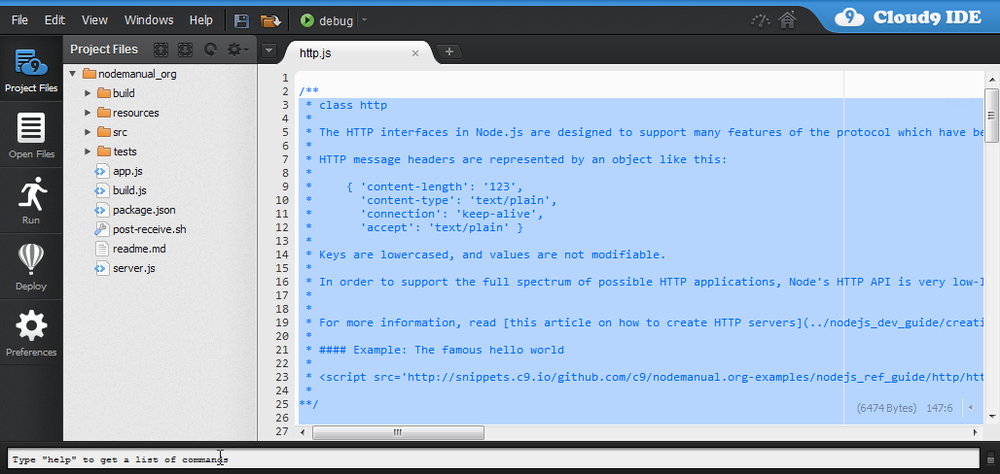 File Edit View Windows Help debug Cloud9 IDE
Project Files
Open Files
Run
Deploy
Preferences
Project Files
nodemanual_org
build
resources
src
tests
app.js
build.js
package.json
post-receive.sh
readme.md
server.js
http.js
1
2 /**
3 * class http
4 *
5 * The HTTP interfaces in Node.js are designed to support many features of the protocol which have be
6 *
7 * HTTP message headers are represented by an object like this:
8 *
9 * { 'content-length': '123',
10 * 'content-type': 'text/plain',
11 * 'connection': 'keep-alive',
12 * 'accept': 'text/plain' }
13 *
14 * Keys are lowercased, and values are not modifiable.
15 *
16 * In order to support the full spectrum of possible HTTP applications, Node's HTTP API is very low-l
17 *
18 *
19 * For more information, read [this article on how to create HTTP servers](../nodejs_dev_guide/creati
20 *
21 * #### Example: The famous hello world
22 *
23 * <script src='http://snippets.c9.io/github.com/c9/nodemanual.org-examples/nodejs_ref_guide/http/htt
24 *
25 **/
26
27
(6474 Bytes) 147:6
Type "help" to get a list of commands